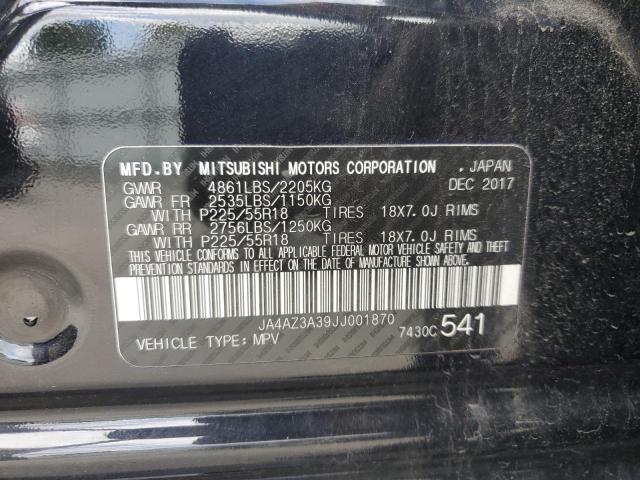 MFD.BY MITSUBISHI MOTORS CORPORATION , JAPAN
GVWR 4861LBS/2205KG DEC 2017
GAWR FR 2535LBS/1150KG
WITH P225/55R18 TIRES 18X7.0J RIMS
GAWR RR 2756LBS/1250KG
WITH P225/55R18 TIRES 18X7.0J RIMS
THIS VEHICLE CONFORMS TO ALL APPLICABLE FEDERAL MOTOR VEHICLE SAFETY AND THEFT
PREVENTION STANDARDS IN EFFECT ON THE DATE OF MANUFACTURE SHOWN ABOVE.
JA4AZ3A39JJ001870
VEHICLE TYPE: MPV 7430C 541